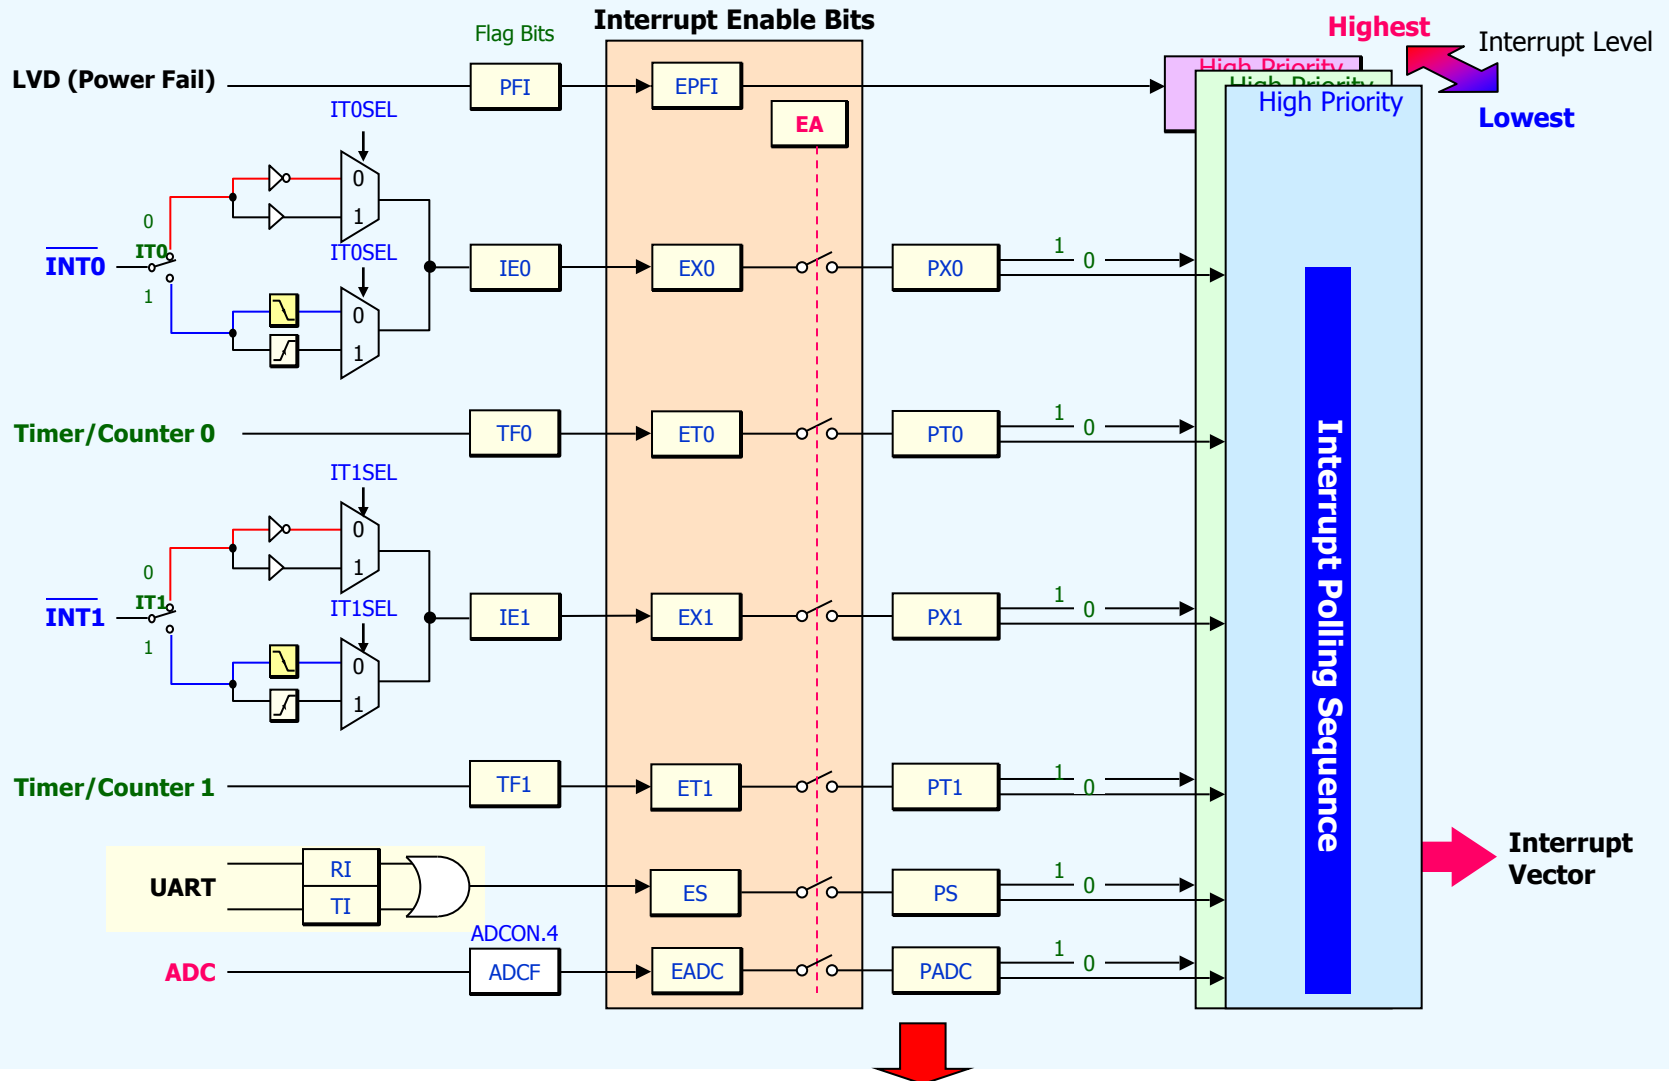 Interrupt Enable Bits
Flag Bits
Highest
Interrupt Level
Lowest
High Priority
High Priority
High Priority
LVD (Power Fail)
PFI
EPFI
EA
IT0SEL
0
1
0
IT0
1
INT0
IT0SEL
0
1
IE0
EX0
PX0
1
0
Timer/Counter 0
TF0
ET0
PT0
1
0
IT1SEL
0
1
0
IT1
1
INT1
IT1SEL
0
1
IE1
EX1
PX1
1
0
Timer/Counter 1
TF1
ET1
PT1
1
0
UART
RI
TI
ES
PS
1
0
ADCON.4
ADC
ADCF
EADC
PADC
1
0
Interrupt Polling Sequence
Interrupt
Vector